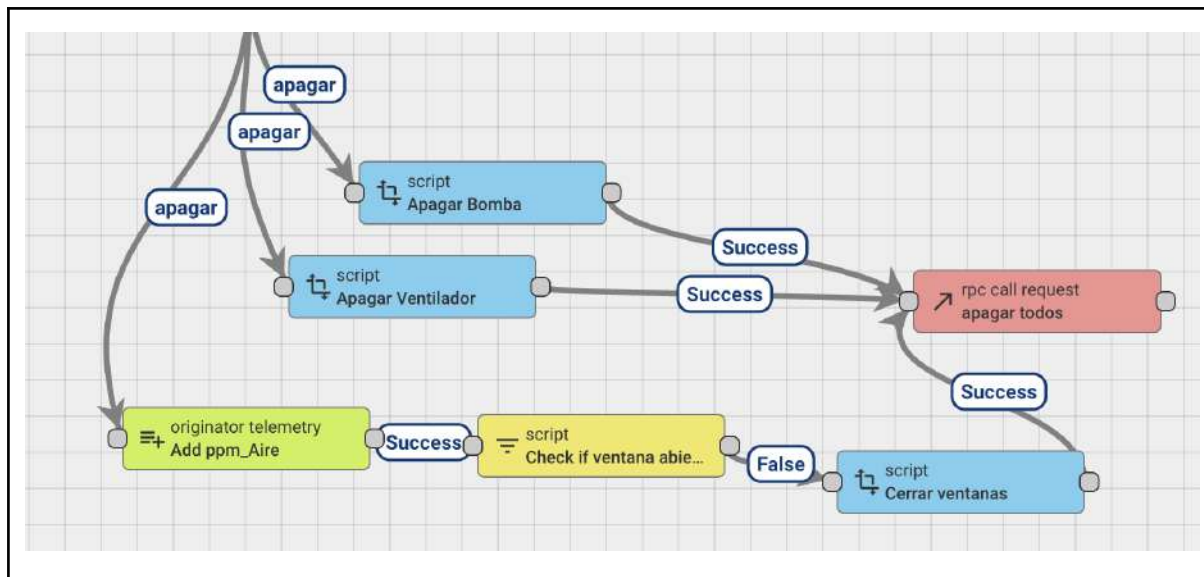 apagar
apagar
apagar
script
Apagar Bomba
Success
script
Apagar Ventilador
Success
rpc call request
apagar todos
Success
originator telemetry
Add ppm_Aire
Success
script
Check if ventana abie...
False
script
Cerrar ventanas